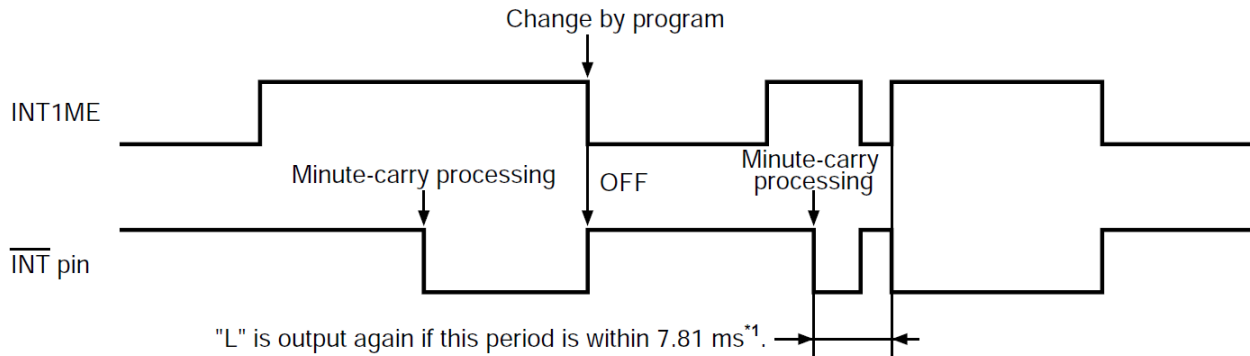 Change by program
INT1ME
Minute-carry processing
OFF
Minute-carry
processing
INT pin
"L" is output again if this period is within 7.81 ms*1.